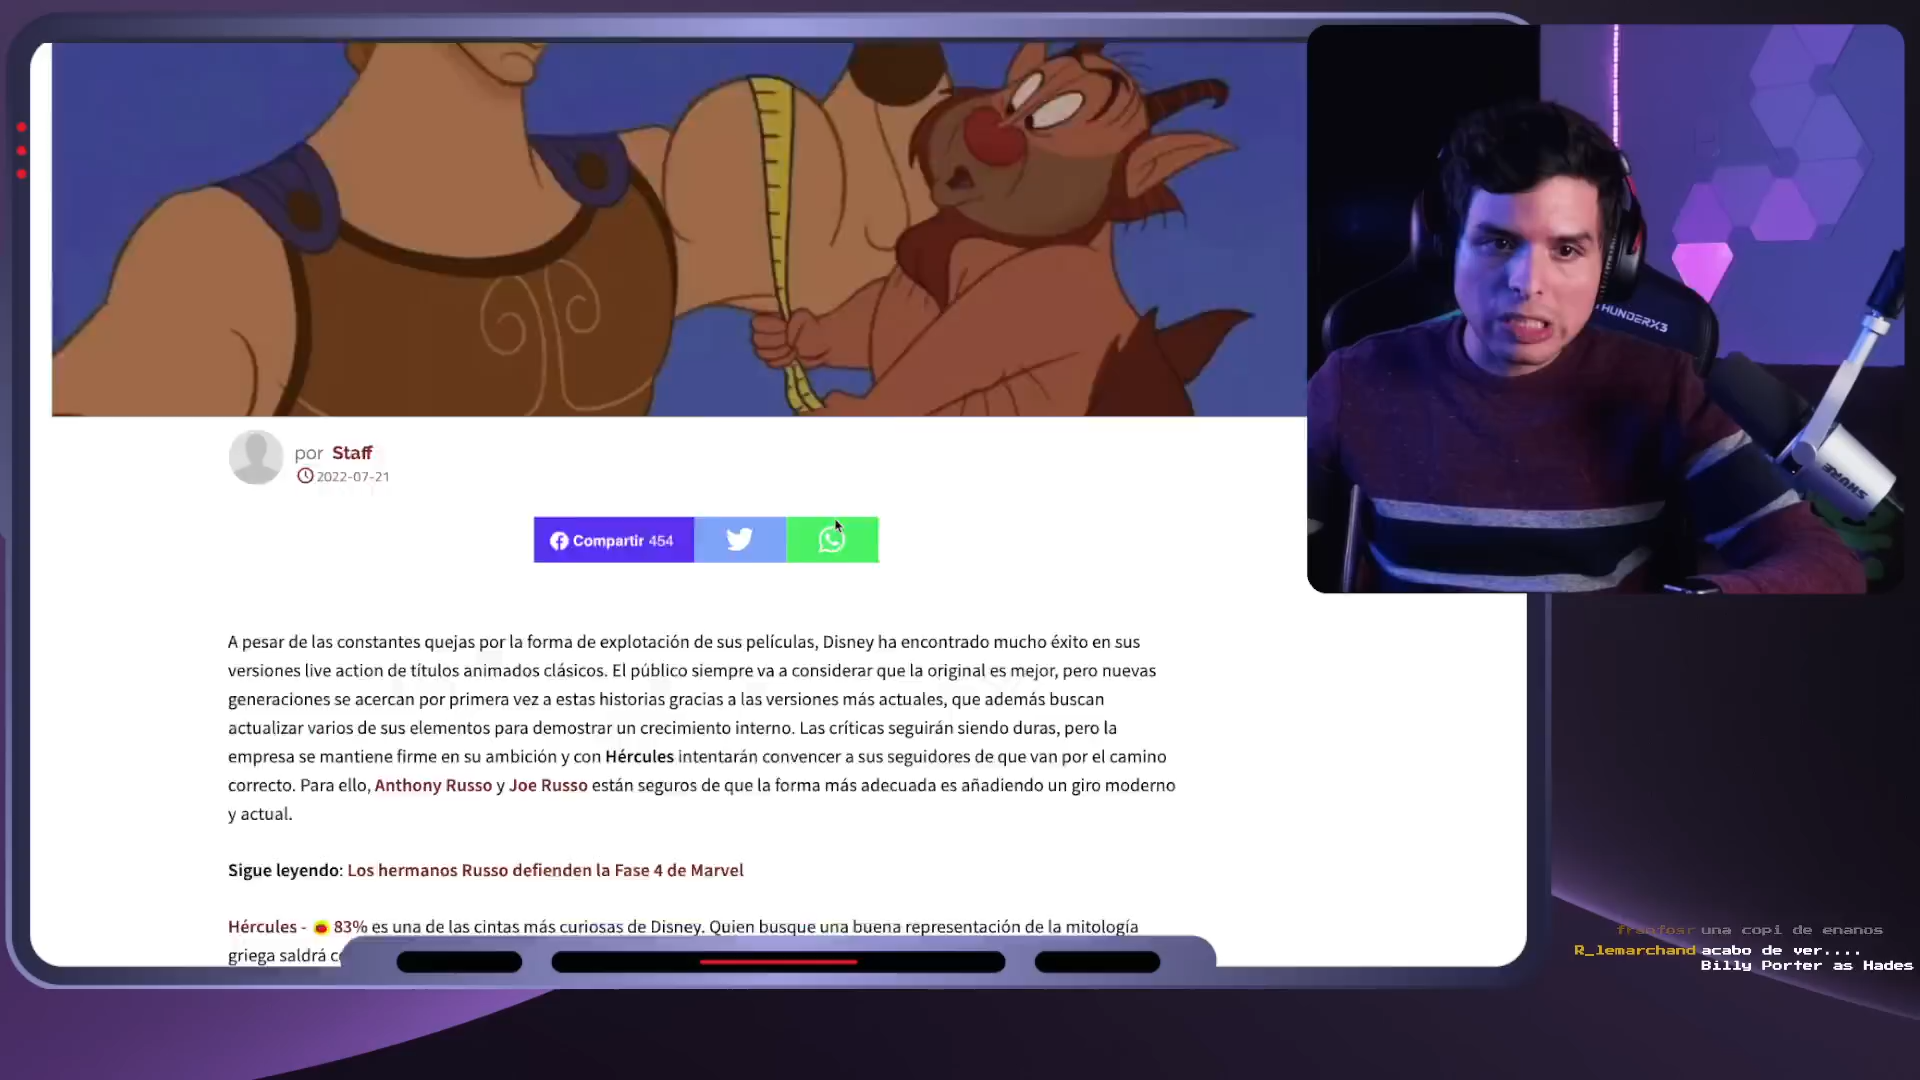 por Staff
2022-07-21
Compartir 454
A pesar de las constantes quejas por la forma de explotación de sus películas, Disney ha encontrado mucho éxito en sus
versiones live action de títulos animados clásicos. El público siempre va a considerar que la original es mejor, pero nuevas
generaciones se acercan por primera vez a estas historias gracias a las versiones más actuales, que además buscan
actualizar varios de sus elementos para demostrar un crecimiento interno. Las críticas seguirán siendo duras, pero la
empresa se mantiene firme en su ambición y con Hércules intentarán convencer a sus seguidores de que van por el camino
correcto. Para ello, Anthony Russo y Joe Russo están seguros de que la forma más adecuada es añadiendo un giro moderno
y actual.
Sigue leyendo: Los hermanos Russo defienden la Fase 4 de Marvel
Hércules - 83% es una de las cintas más curiosas de Disney. Quien busque una buena representación de la mitología
griega saldrá
THUNDERX3
SHURE
franfosr una copi de enanos
R_lemarchand acabo de ver....
Billy Porter as Hades